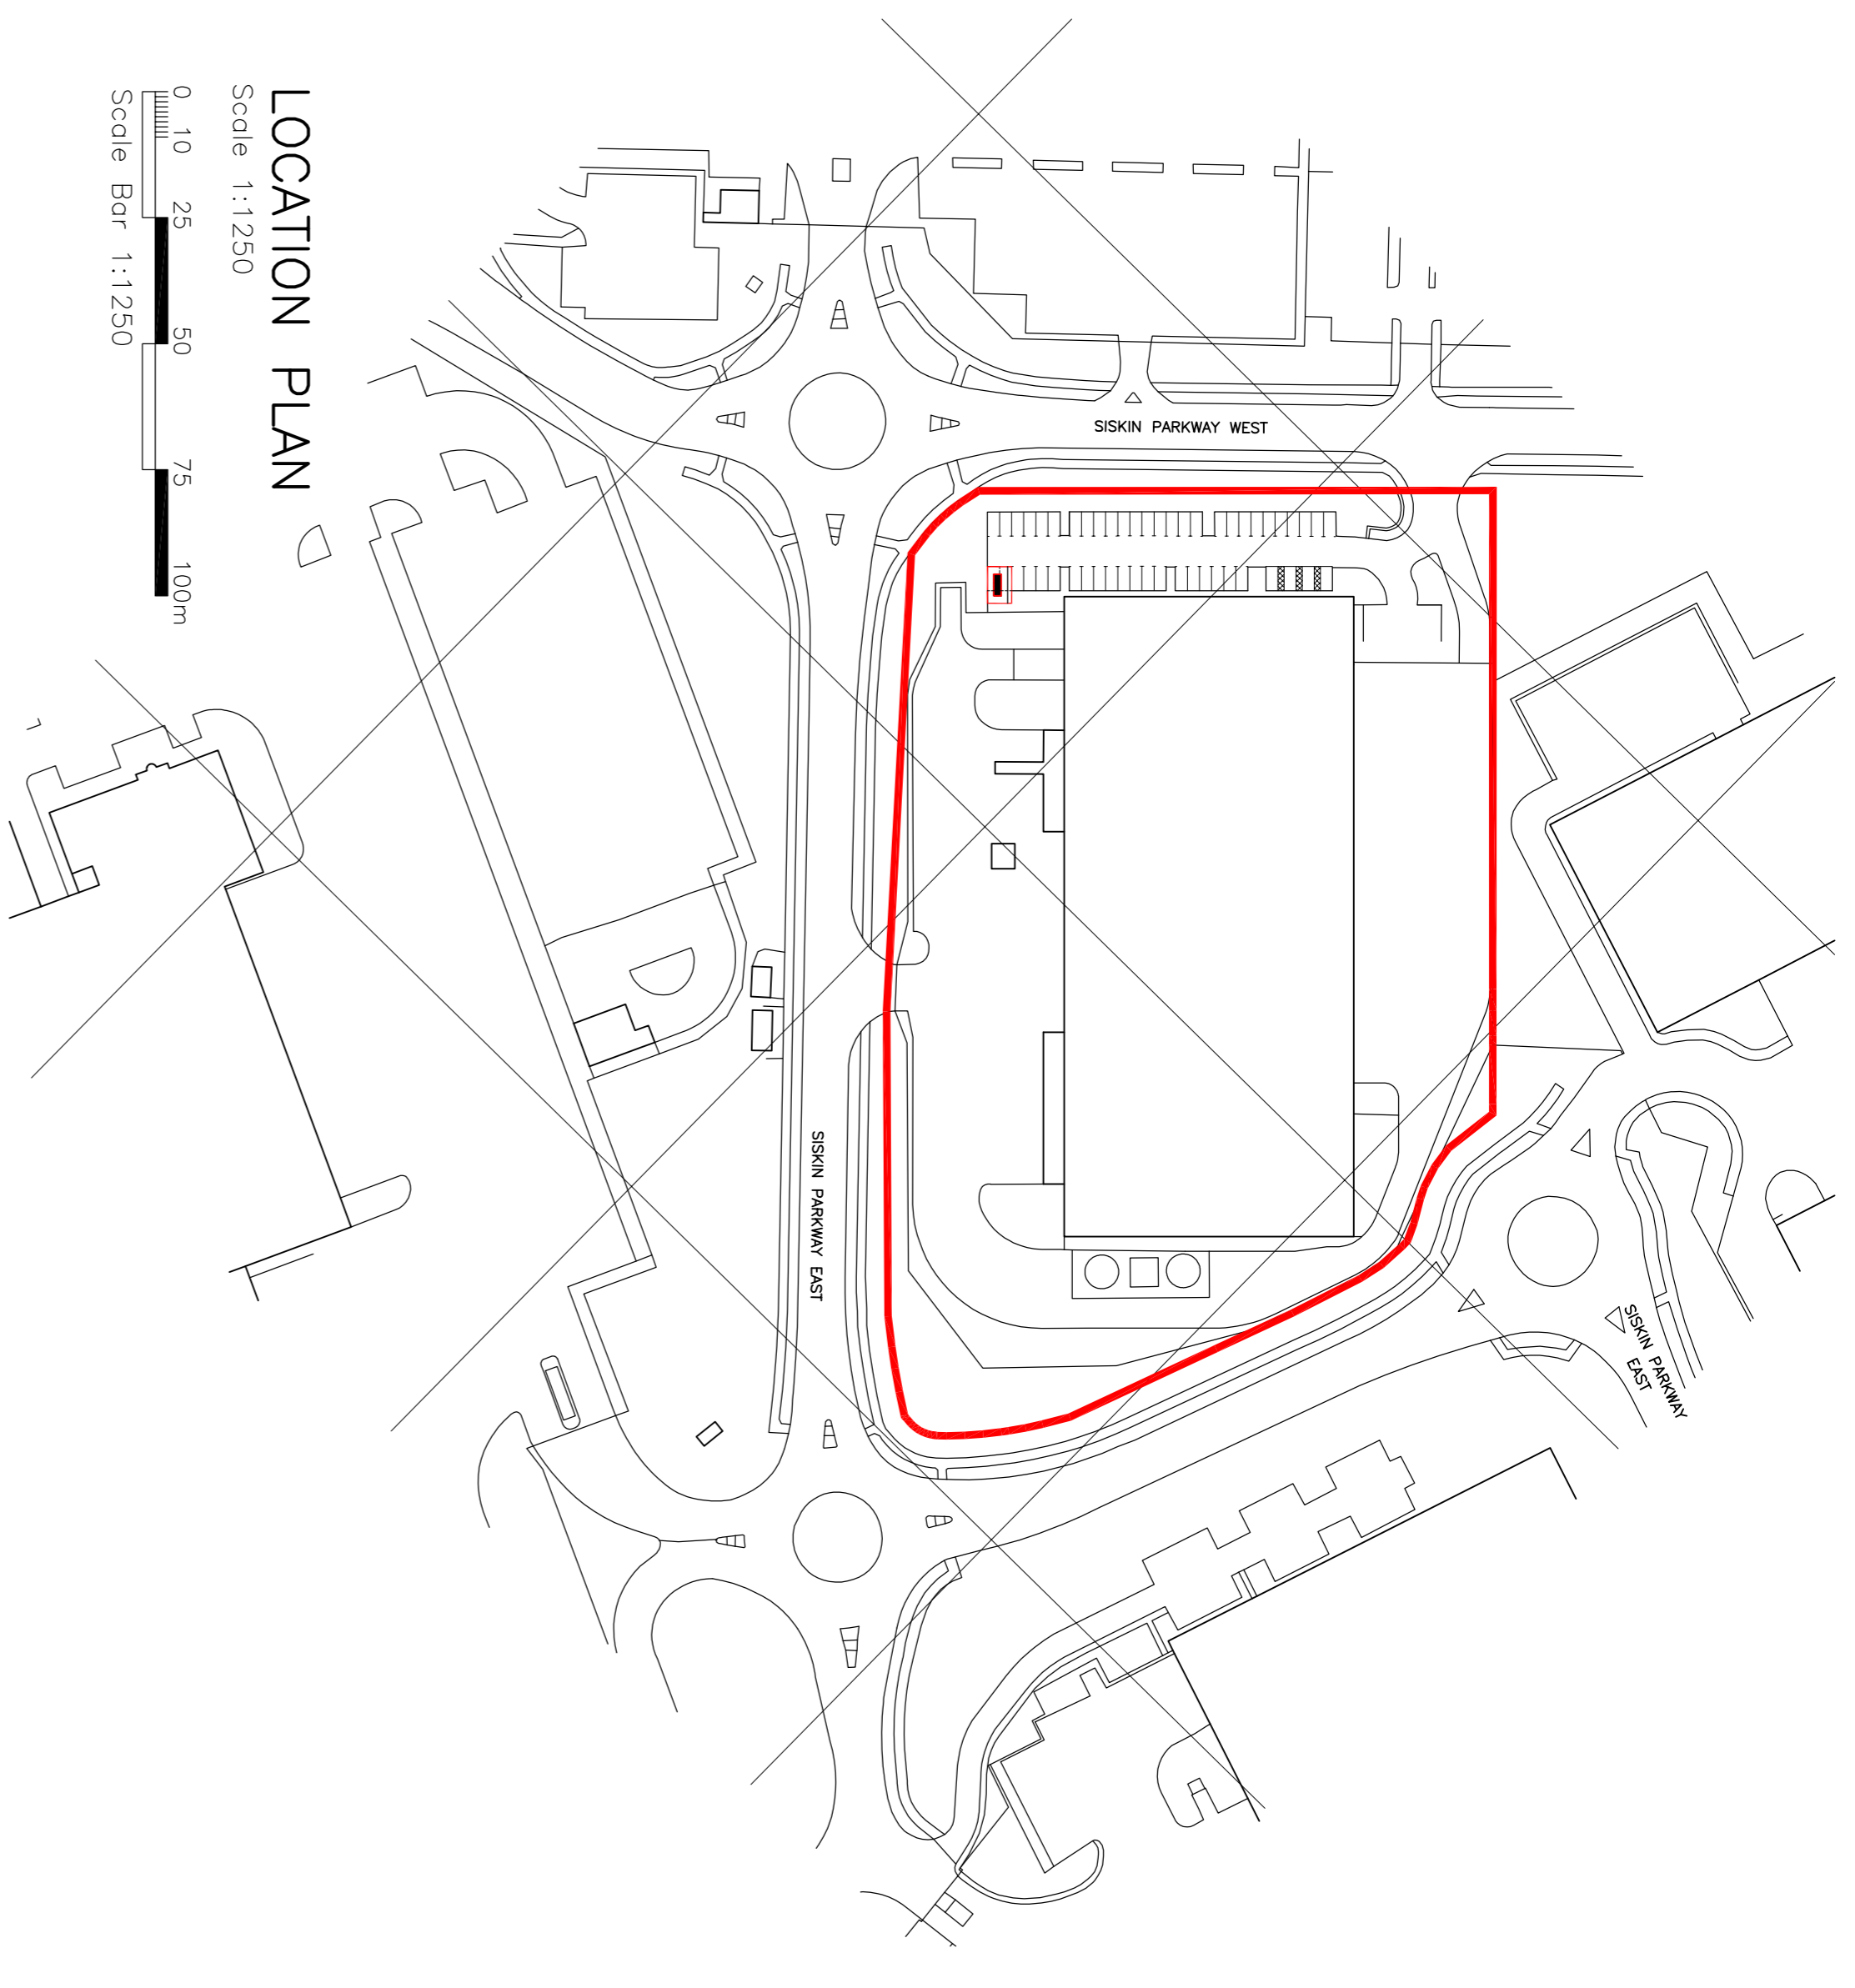 SISKIN PARKWAY WEST
SISKIN PARKWAY EAST
SISKIN PARKWAY
EAST
LOCATION PLAN
Scale 1:1250
0 10 25 50 75 100m
Scale Bar 1:1250